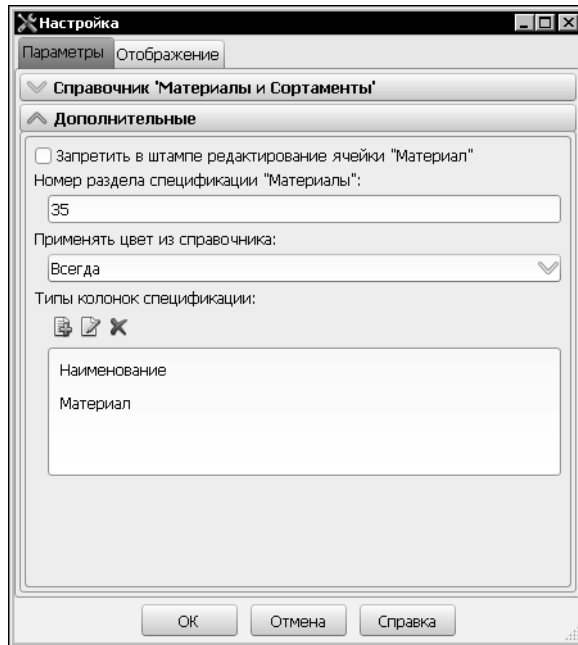 Настройка
Параметры Отображение
Справочник 'Материалы и Сортаменты'
Дополнительные
Запретить в штампе редактирование ячейки "Материал"
Номер раздела спецификации "Материалы":
35
Применять цвет из справочника:
Всегда
Типы колонок спецификации:
Наименование
Материал
ОК Отмена Справка